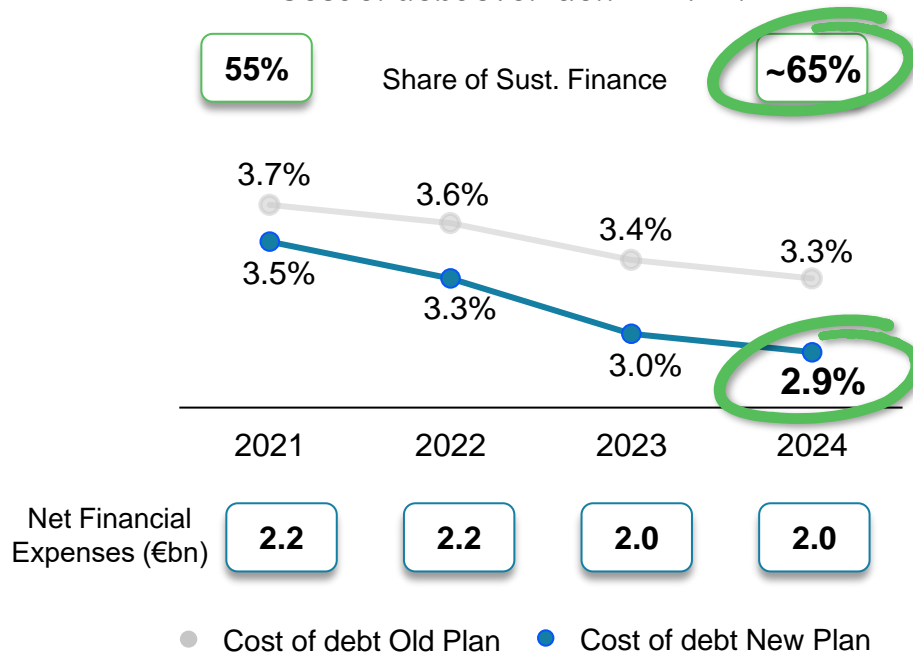 55%
Share of Sust. Finance
~65%
3.7%
3.6%
3.4%
3.3%
3.5%
3.3%
3.0%
2.9%
2021 2022 2023 2024
Net Financial
Expenses (€bn)
2.2 2.2 2.0 2.0
Cost of debt Old Plan Cost of debt New Plan